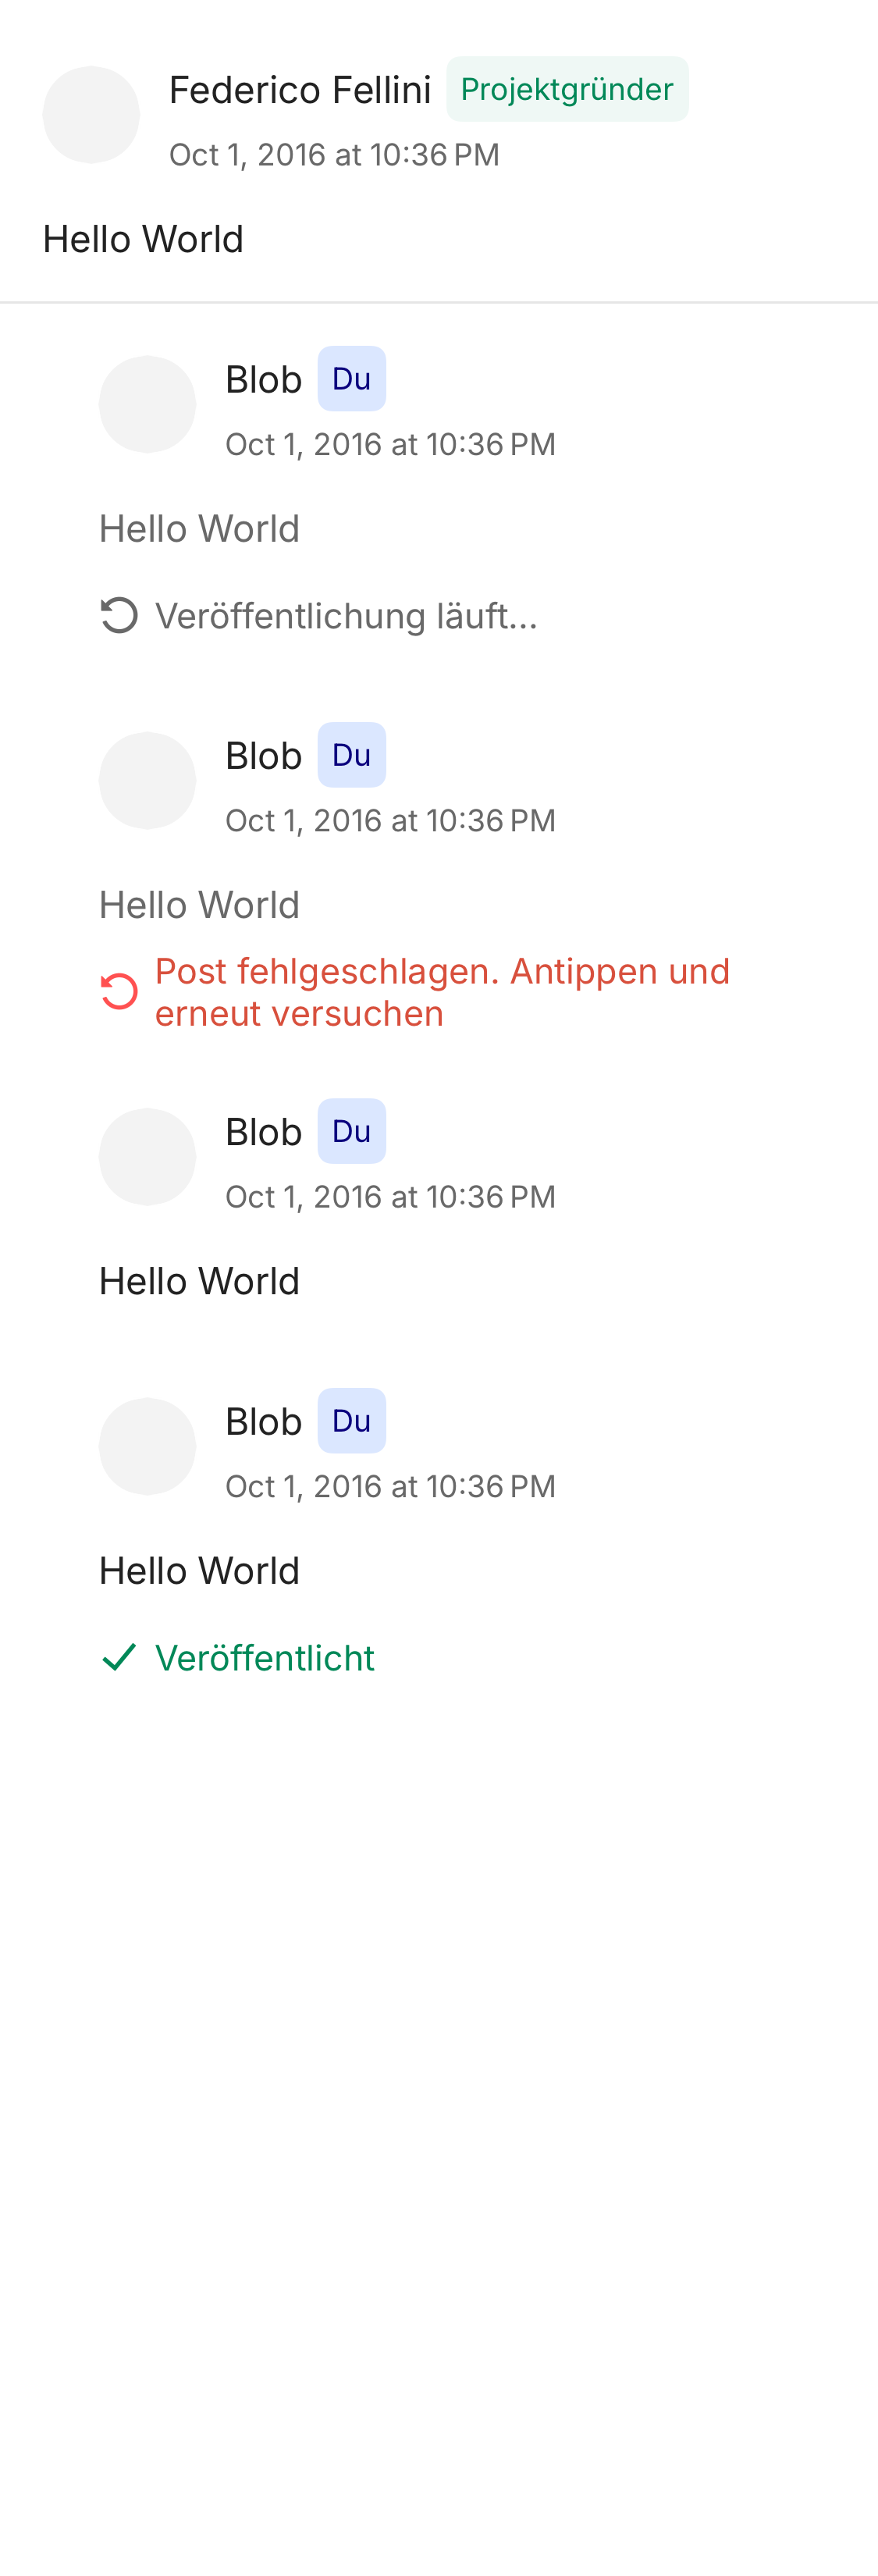 Federico Fellini Projektgründer
Oct 1, 2016 at 10:36 PM
Hello World
Blob Du
Oct 1, 2016 at 10:36 PM
Hello World
Veröffentlichung läuft...
Blob Du
Oct 1, 2016 at 10:36 PM
Hello World
Post fehlgeschlagen. Antippen und
erneut versuchen
Blob Du
Oct 1, 2016 at 10:36 PM
Hello World
Blob Du
Oct 1, 2016 at 10:36 PM
Hello World
Veröffentlicht